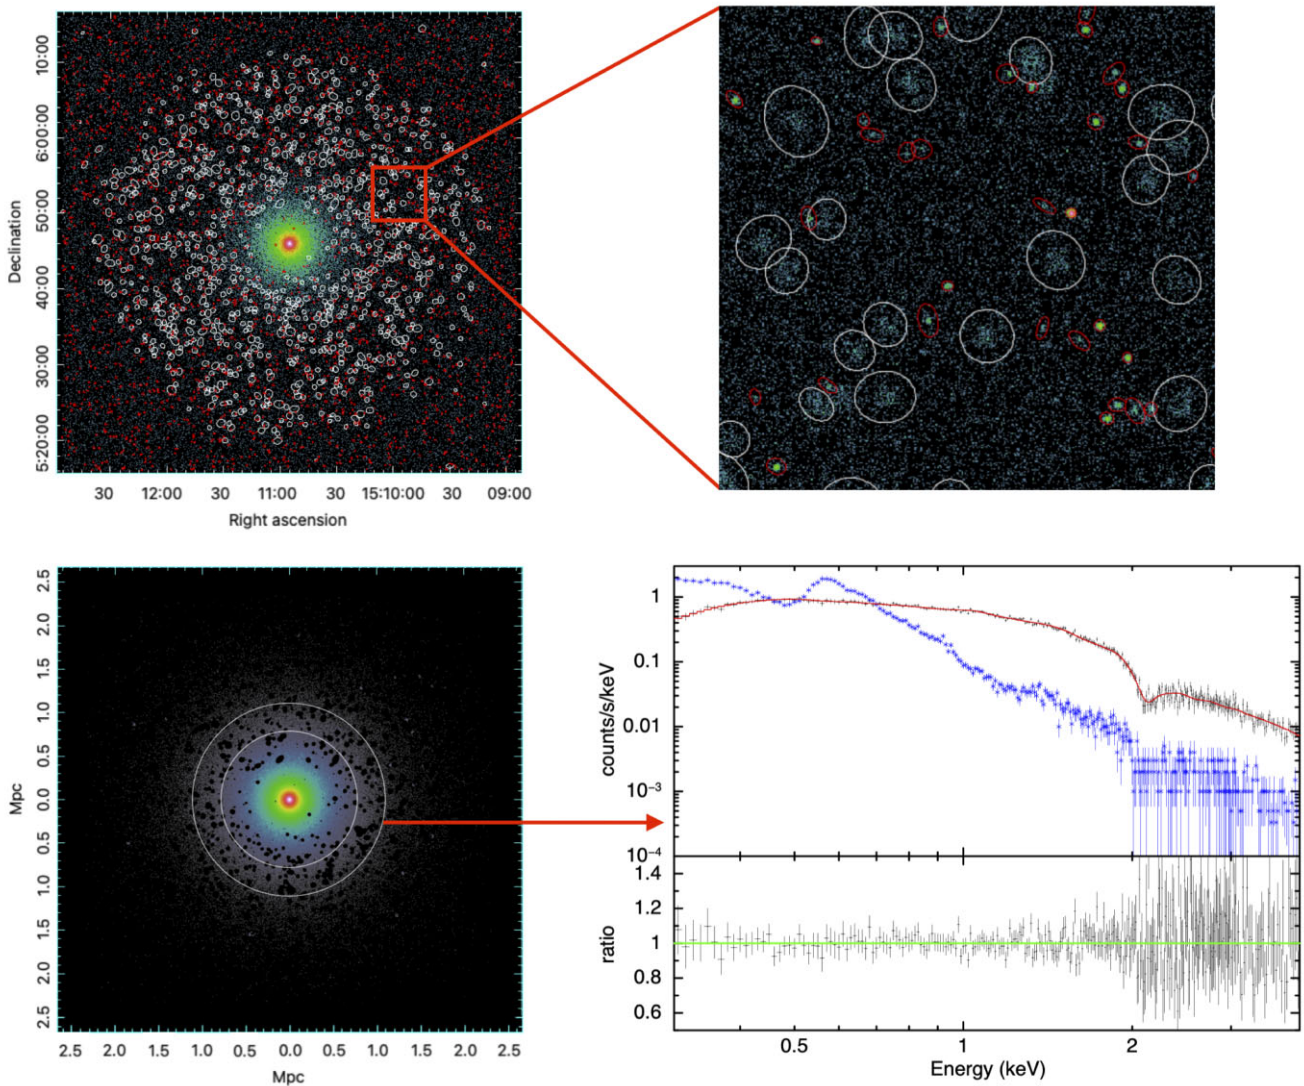 10:00
6:00:00
50:00
40:00
30:00
5:20:00
Declination
30 12:00 30 11:00 30 15:10:00 30 09:00
Right ascension
2.5
2.0
1.5
1.0
0.5
0.0
0.5
1.0
1.5
2.0
2.5
Mpc
2.5 2.0 1.5 1.0 0.5 0.0 0.5 1.0 1.5 2.0 2.5
Mpc
1
0.1
0.01
10⁻³
10⁻⁴
counts/s/keV
1.4
1.2
1
0.8
0.6
ratio
0.5 1 2
Energy (keV)